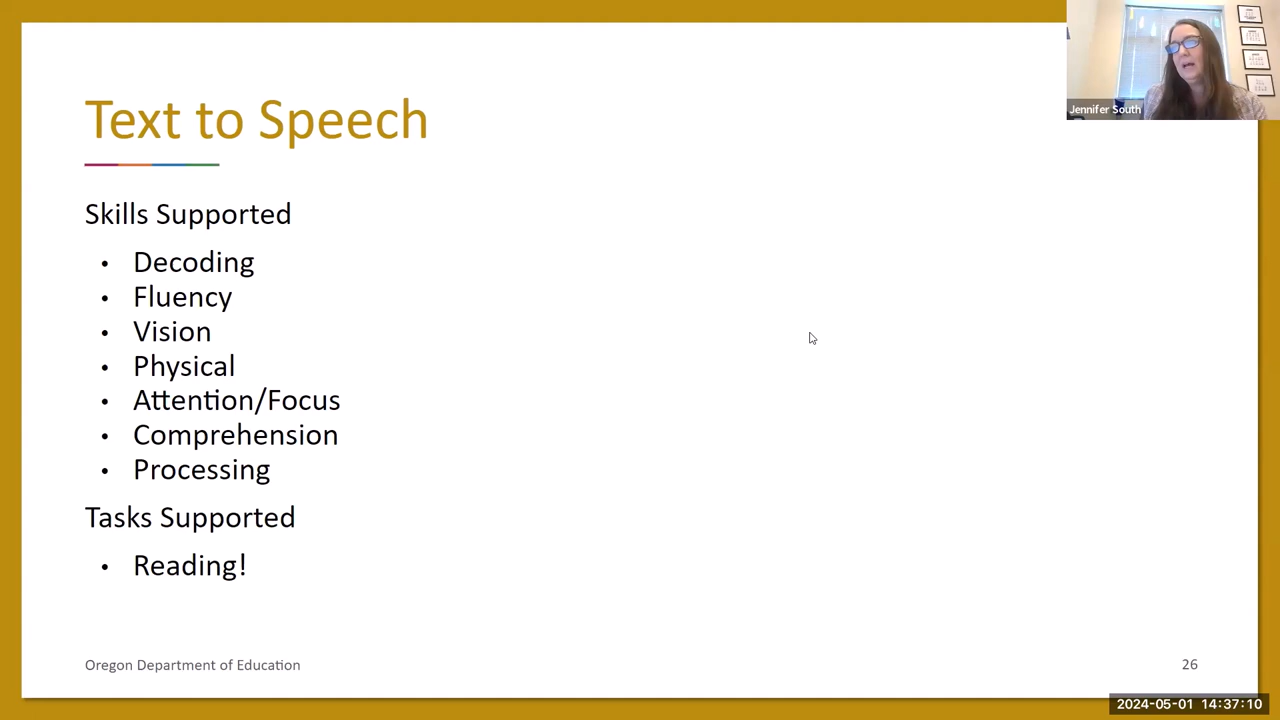 Jennifer South
Text to Speech
Skills Supported
• Decoding
• Fluency
• Vision
• Physical
• Attention/Focus
• Comprehension
• Processing
Tasks Supported
• Reading!
Oregon Department of Education
26
2024-05-01 14:37:10